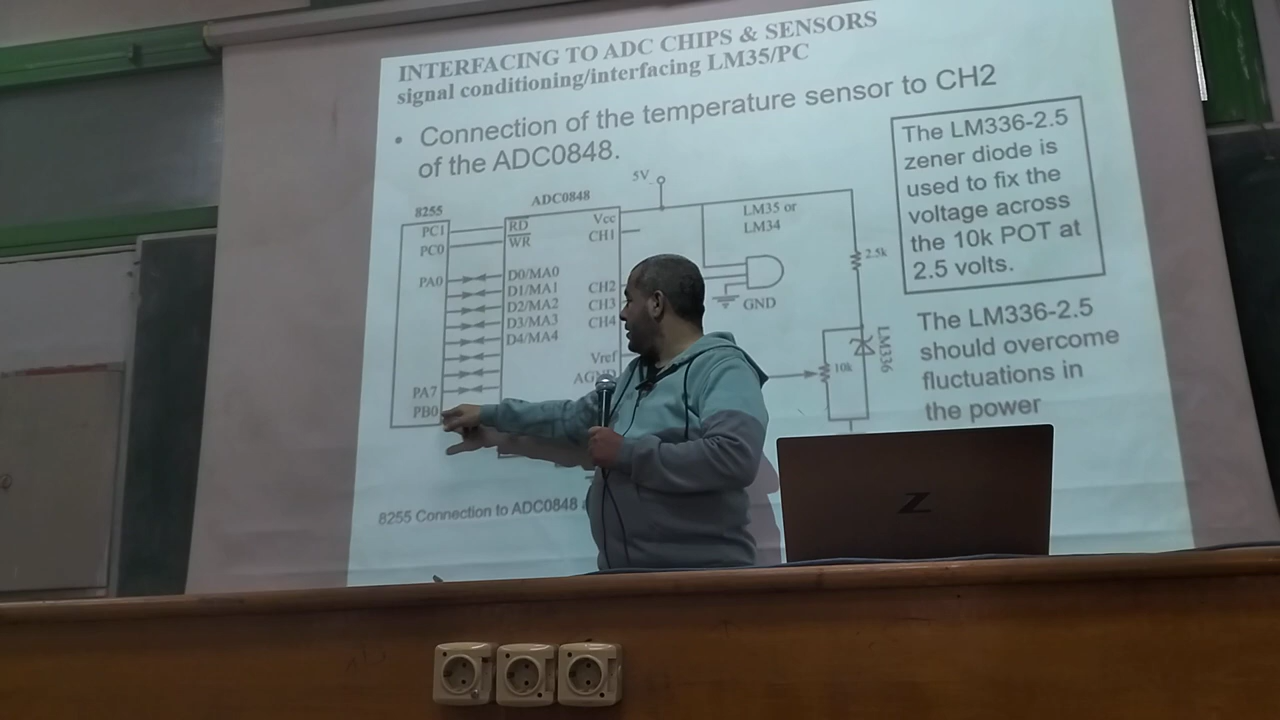 INTERFACING TO ADC CHIPS & SENSORS
signal conditioning/interfacing LM35/PC
• Connection of the temperature sensor to CH2
of the ADC0848.
The LM336-2.5
zener diode is
used to fix the
voltage across
the 10k POT at
2.5 volts.
The LM336-2.5
should overcome
fluctuations in
the power
5V
8255
ADC0848
PC1
RD
Vcc
LM35 or
LM34
PC0
WR
CH1
2.5k
PA0
D0/MA0
D1/MA1
CH2
D2/MA2
CH3
GND
D3/MA3
CH4
D4/MA4
LM336
Vref
10k
PA7
PB0
8255 Connection to ADC0848
Z